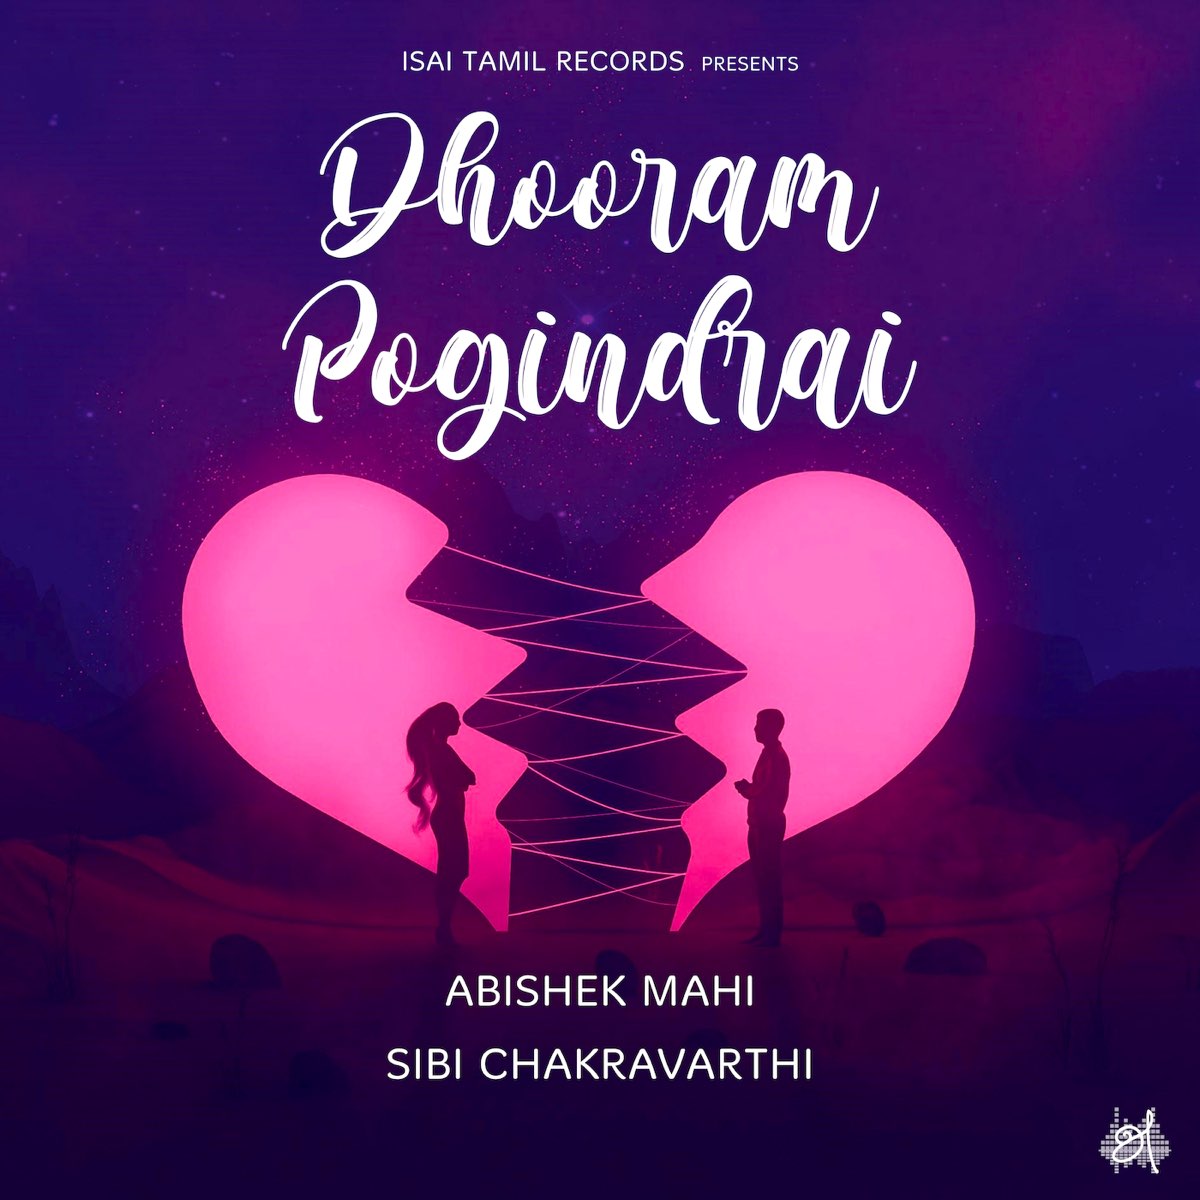 ISAI TAMIL RECORDS PRESENTS
Dhooram
Pogindrai
ABISHEK MAHI
SIBI CHAKRAVARTHI